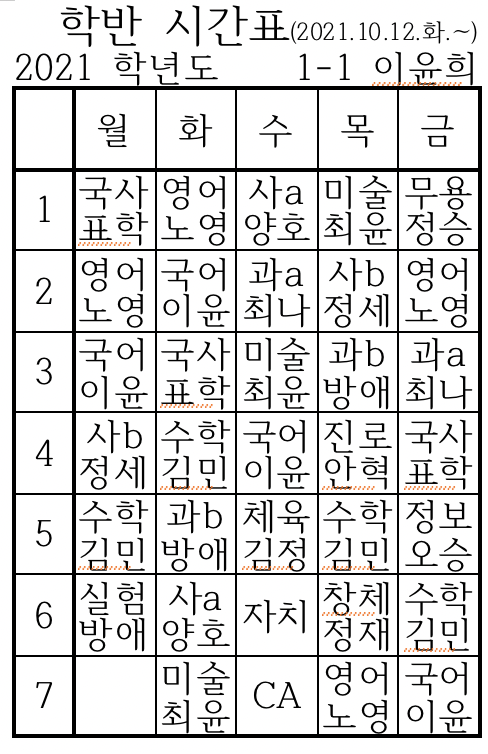 학반 시간표(2021.10.12.화.~)
2021 학년도 1-1 이윤희
월 화 수 목 금
1 국사 영어 사a 미술 무용
표학 노영 양호 최윤 정승
2 영어 국어 과a 사b 영어
노영 이윤 최나 정세 노영
3 국어 국사 미술 과b 과a
이윤 표학 최윤 방애 최나
4 사b 수학 국어 진로 국사
정세 김민 이윤 안혁 표학
5 수학 과b 체육 수학 정보
김민 방애 김정 김민 오승
6 실험 사a 자치 창체 수학
방애 양호 정재 김민
7 미술 CA 영어 국어
최윤 노영 이윤